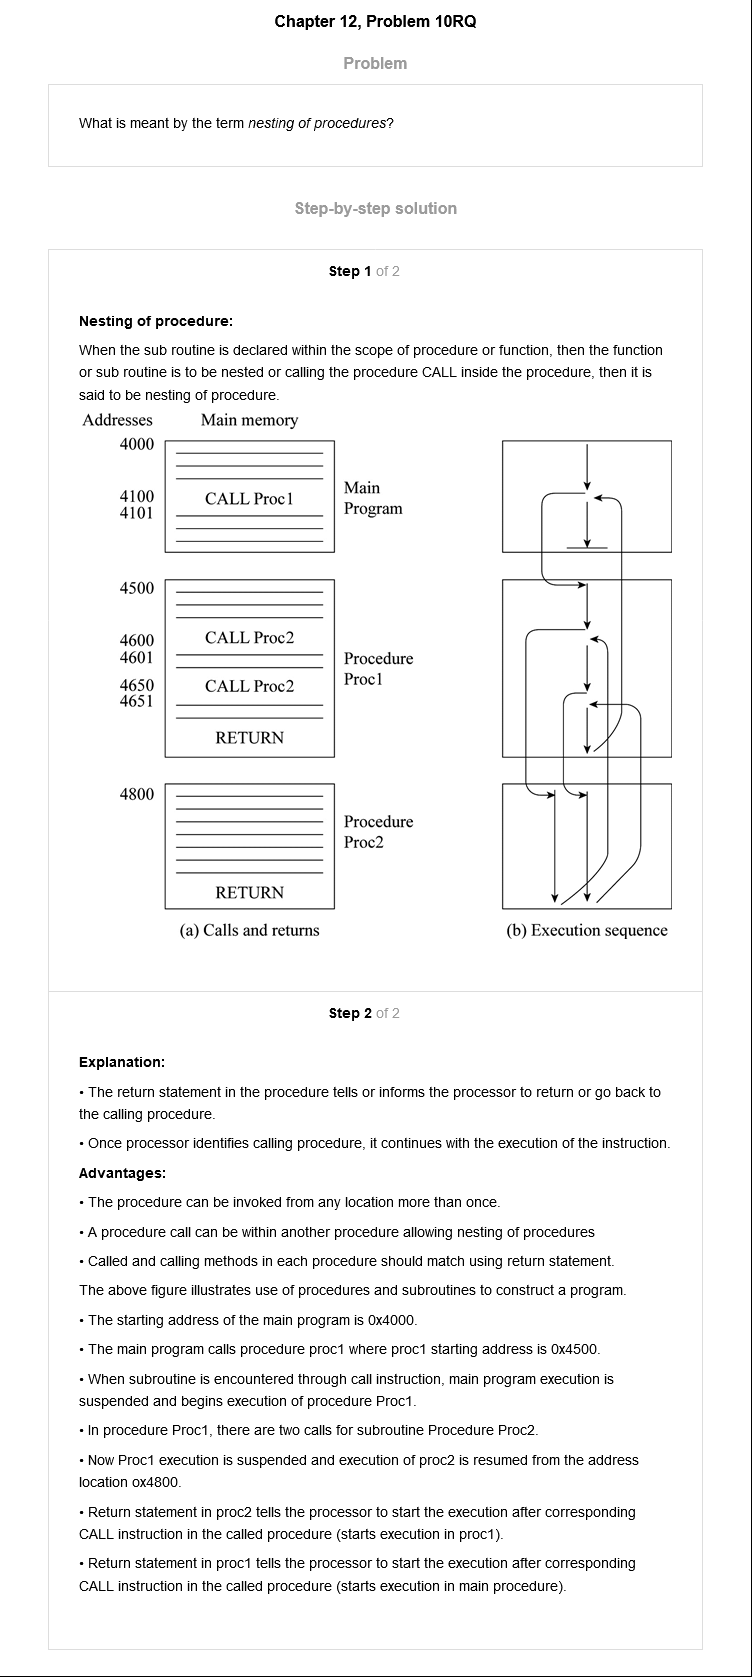 Chapter 12, Problem 10RQ
Problem
What is meant by the term nesting of procedures?
Step-by-step solution
Step 1 of 2
Nesting of procedure:
When the sub routine is declared within the scope of procedure or function, then the function
or sub routine is to be nested or calling the procedure CALL inside the procedure, then it is
said to be nesting of procedure.
Addresses Main memory
4000
4100 CALL Proc1
4101
Main
Program
4500
4600 CALL Proc2
4601
4650 CALL Proc2
4651
RETURN
Procedure
Proc1
4800
Procedure
Proc2
RETURN
(a) Calls and returns
(b) Execution sequence
Step 2 of 2
Explanation:
• The return statement in the procedure tells or informs the processor to return or go back to
the calling procedure.
• Once processor identifies calling procedure, it continues with the execution of the instruction.
Advantages:
• The procedure can be invoked from any location more than once.
• A procedure call can be within another procedure allowing nesting of procedures
• Called and calling methods in each procedure should match using return statement.
The above figure illustrates use of procedures and subroutines to construct a program.
• The starting address of the main program is 0x4000.
• The main program calls procedure proc1 where proc1 starting address is 0x4500.
• When subroutine is encountered through call instruction, main program execution is
suspended and begins execution of procedure Proc1.
• In procedure Proc1, there are two calls for subroutine Procedure Proc2.
• Now Proc1 execution is suspended and execution of proc2 is resumed from the address
location ox4800.
• Return statement in proc2 tells the processor to start the execution after corresponding
CALL instruction in the called procedure (starts execution in proc1).
• Return statement in proc1 tells the processor to start the execution after corresponding
CALL instruction in the called procedure (starts execution in main procedure).